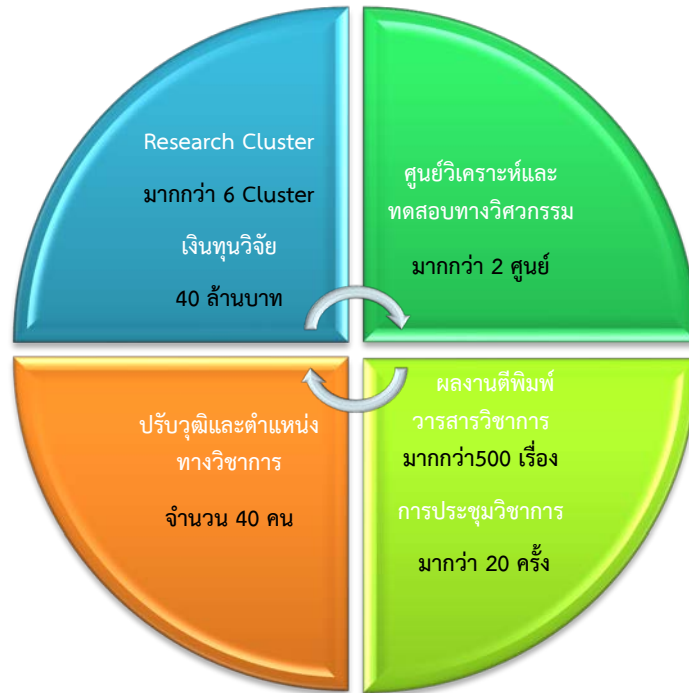 Research Cluster
มากกว่า 6 Cluster
เงินทุนวิจัย
40 ล้านบาท
ศูนย์วิเคราะห์และ
ทดสอบทางวิศวกรรม
มากกว่า 2 ศูนย์
ปรับวุฒิและตำแหน่ง
ทางวิชาการ
จำนวน 40 คน
ผลงานตีพิมพ์
วารสารวิชาการ
มากกว่า500 เรื่อง
การประชุมวิชาการ
มากว่า 20 ครั้ง